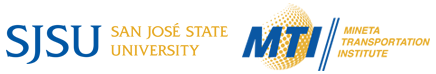 SJSU
SAN JOSÉ STATE
UNIVERSITY
MTI
MINETA
TRANSPORTATION
INSTITUTE